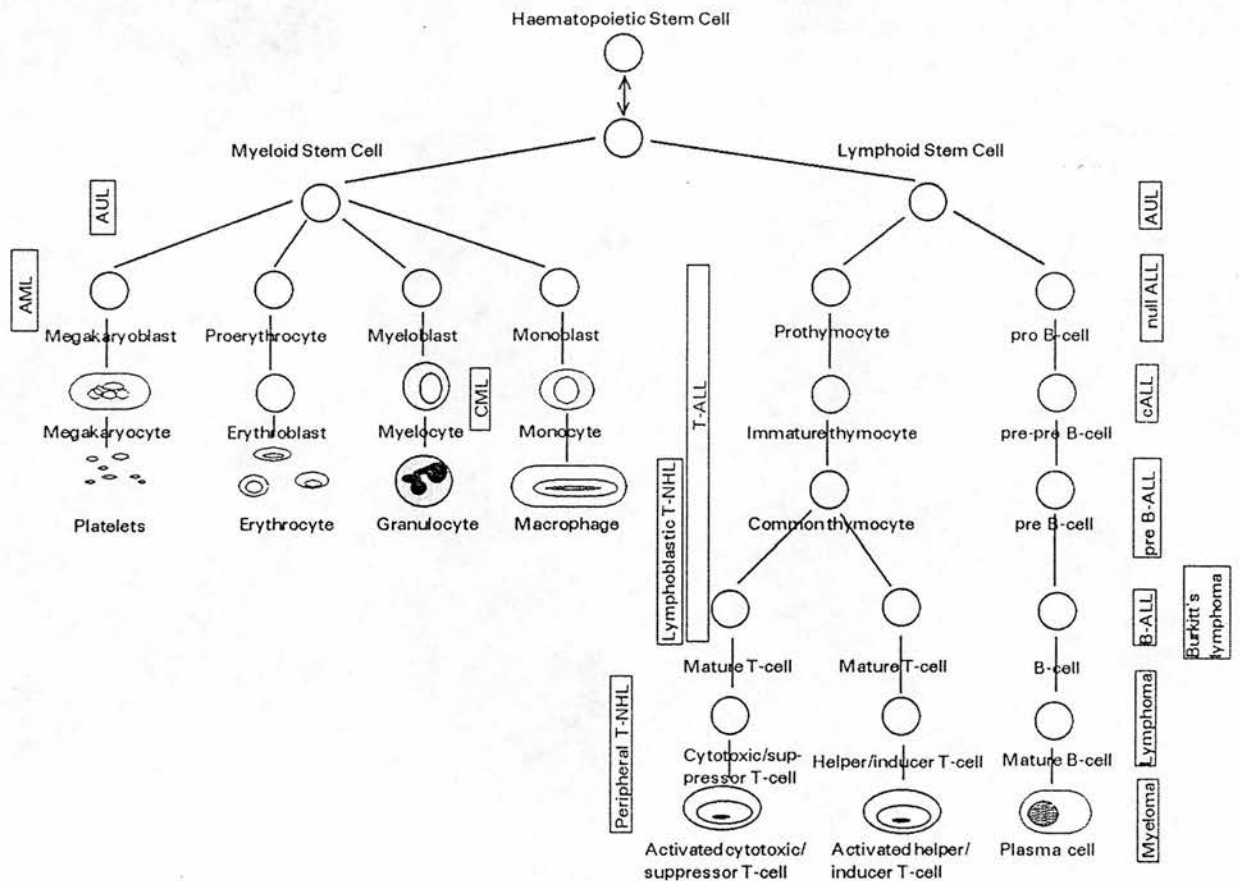 Haematopoietic Stem Cell
Myeloid Stem Cell
Lymphoid Stem Cell
AUL
AUL
AML
null ALL
Megakaryoblast
Proerythrocyte
Myeloblast
Monoblast
Prothymocyte
pro B-cell
T-ALL
CML
cALL
Megakaryocyte
Erythroblast
Myelocyte
Monocyte
Immature thymocyte
pre-pre B-cell
Lymphoblastic T-NHL
pre B-ALL
Platelets
Erythrocyte
Granulocyte
Macrophage
Common thymocyte
pre B-cell
B-ALL
Burkitt's
lymphoma
Mature T-cell
Mature T-cell
B-cell
Peripheral T-NHL
Lymphoma
Cytotoxic/sup-
pressor T-cell
Helper/inducer T-cell
Mature B-cell
Myeloma
Activated cytotoxic/
suppressor T-cell
Activated helper/
inducer T-cell
Plasma cell